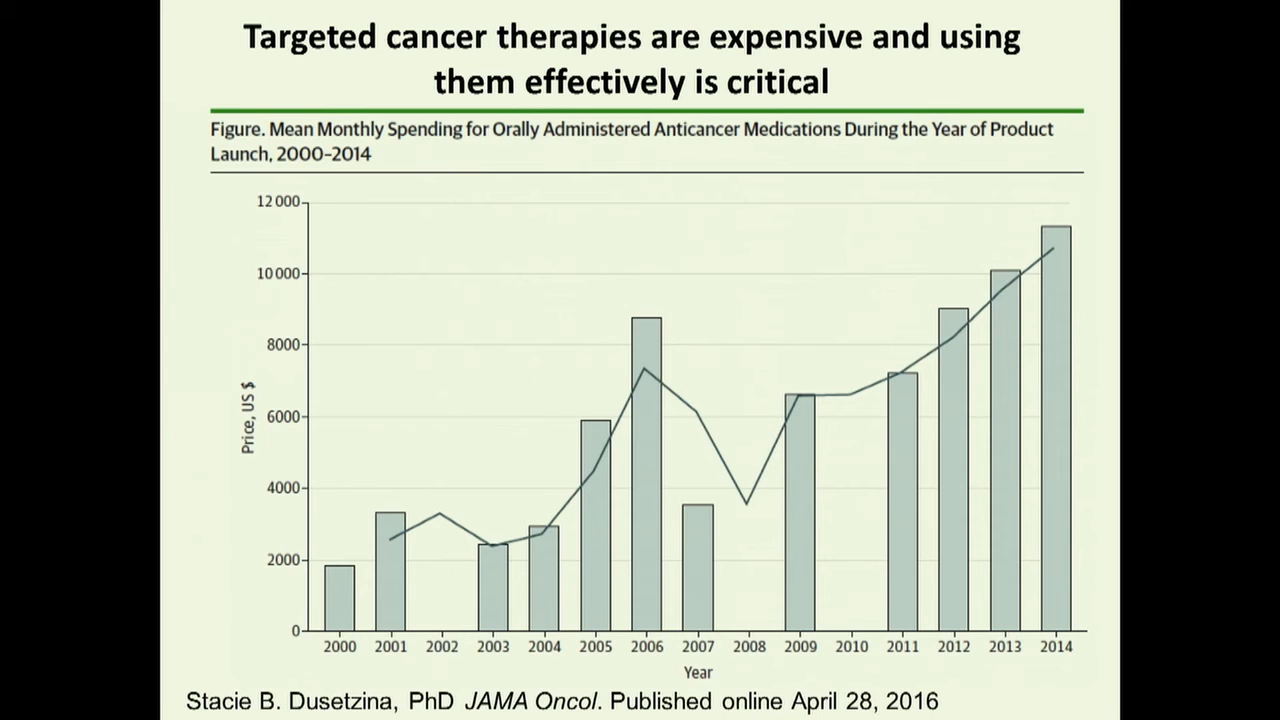 Targeted cancer therapies are expensive and using
them effectively is critical
Figure. Mean Monthly Spending for Orally Administered Anticancer Medications During the Year of Product
Launch, 2000–2014
12 000
10 000
8000
6000
4000
2000
0
Price, US $
2000 2001 2002 2003 2004 2005 2006 2007 2008 2009 2010 2011 2012 2013 2014
Year
Stacie B. Dusetzina, PhD JAMA Oncol. Published online April 28, 2016